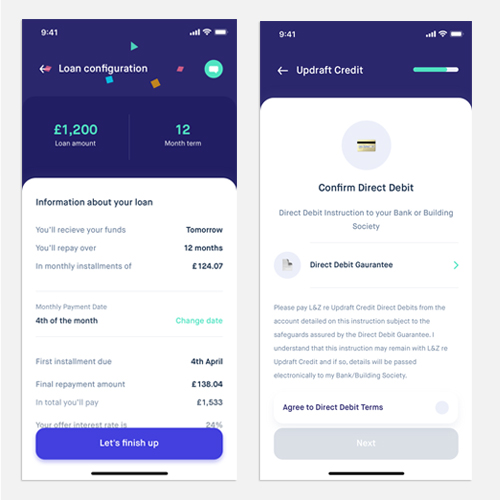 9:41
Loan configuration
£1,200
Loan amount
12
Month term
Information about your loan
You'll recieve your funds Tomorrow
You'll repay over 12 months
In monthly installments of £124.07
Monthly Payment Date
4th of the month Change date
First installment due 4th April
Final repayment amount £138.04
In total you'll pay £1,533
Your offer interest rate is 24%
Let's finish up
9:41
Updraft Credit
Confirm Direct Debit
Direct Debit Instruction to your Bank or Building
Society
Direct Debit Gaurantee
Please pay L&Z re Updraft Credit Direct Debits from the
account detailed on this instruction subject to the
safeguards assured by the Direct Debit Guarantee. I
understand that this instruction may remain with L&Z re
Updraft Credit and if so, details will be passed
electronically to my Bank/Building Society.
Agree to Direct Debit Terms
Next